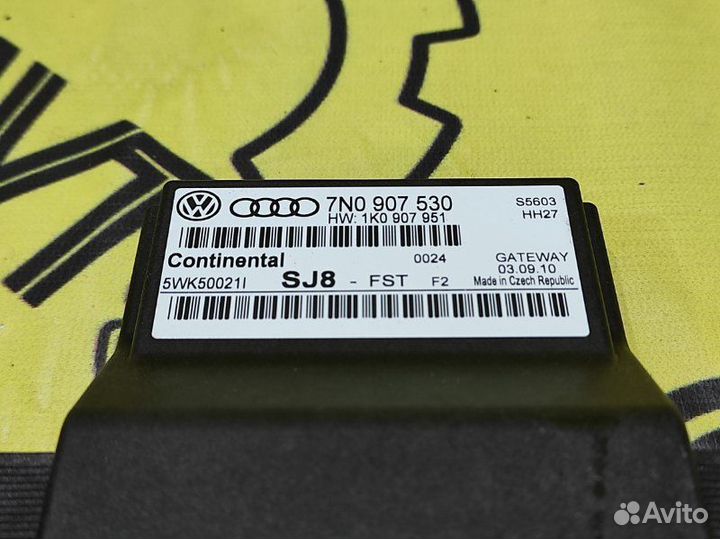 7N0 907 530
HW: 1K0 907 951
S5603
HH27
Continental
0024
GATEWAY
03.09.10
5WK50021I
SJ8 - FST F2
Made in Czech Republic
Avito